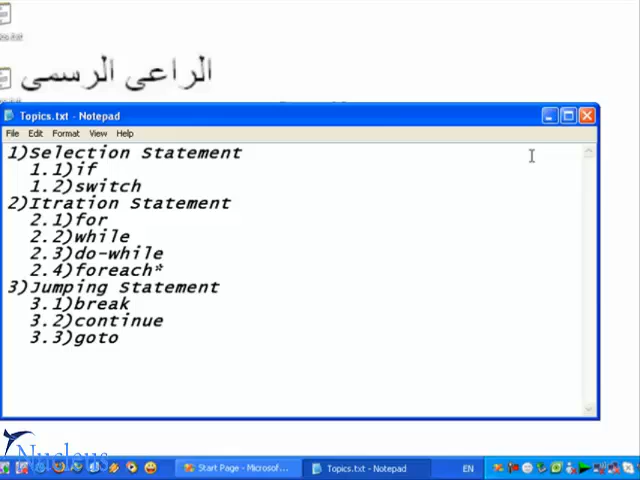 الراعى الرسمى
Topics.txt - Notepad
File Edit Format View Help
1)Selection Statement
1.1)if
1.2)switch
2)Itration Statement
2.1)for
2.2)while
2.3)do-while
2.4)foreach*
3)Jumping Statement
3.1)break
3.2)continue
3.3)goto
Nucleus
Start Page - Microsof... Topics.txt - Notepad EN